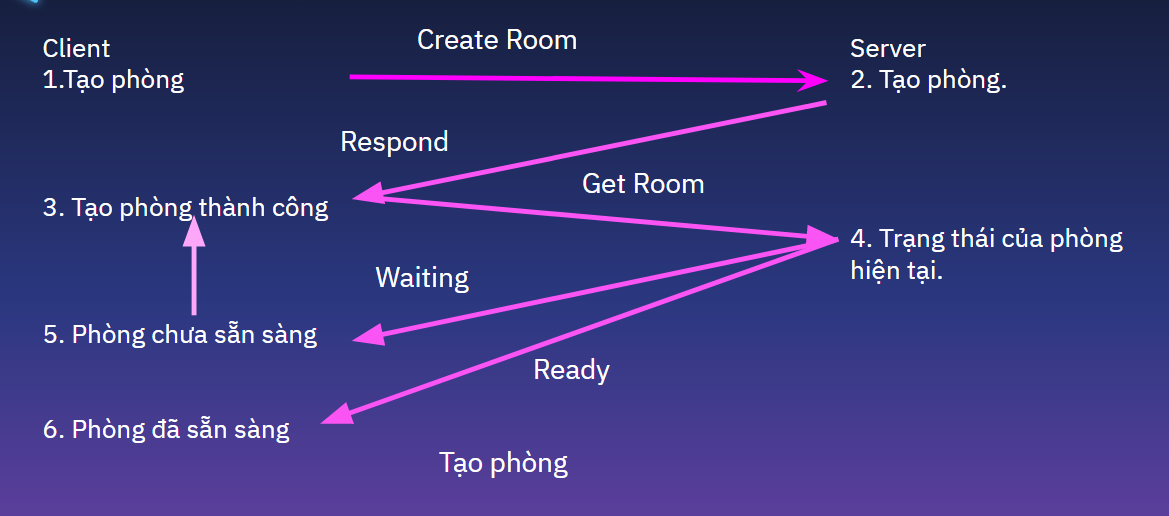 Create Room
Client
Server
1.Tạo phòng
2. Tạo phòng.
Respond
Get Room
3. Tạo phòng thành công
4. Trạng thái của phòng
hiện tại.
Waiting
5. Phòng chưa sẵn sàng
Ready
6. Phòng đã sẵn sàng
Tạo phòng